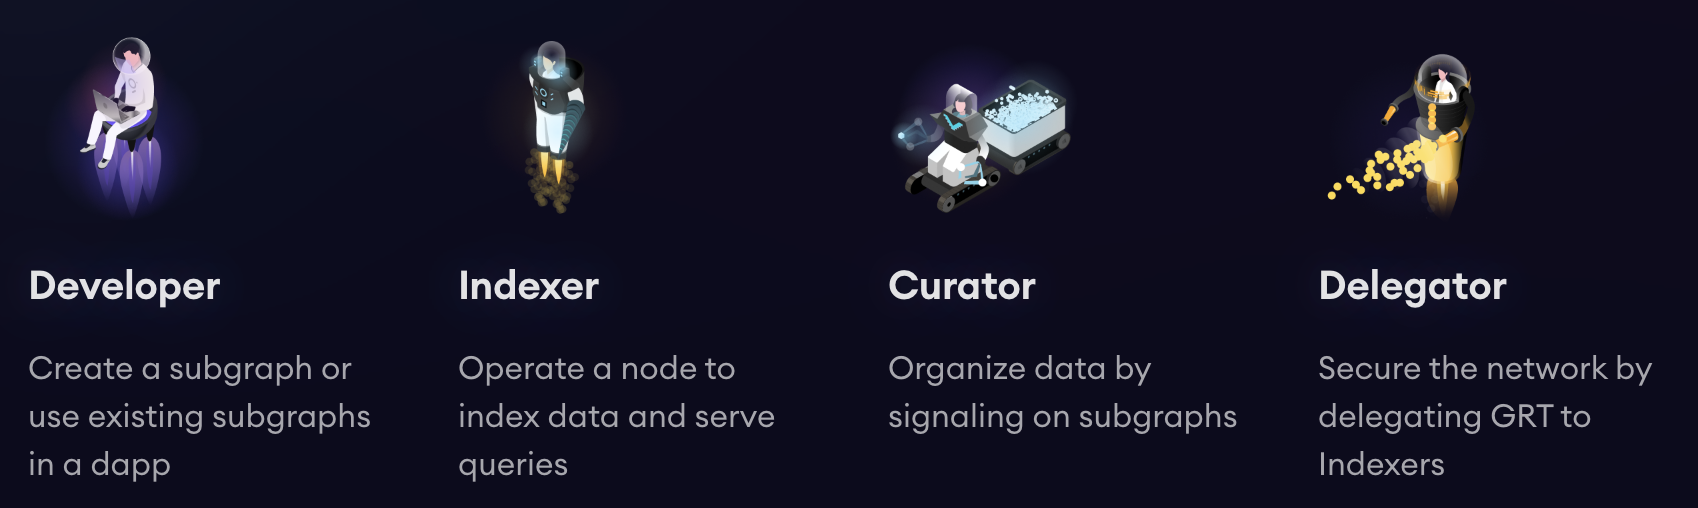 Developer
Create a subgraph or
use existing subgraphs
in a dapp
Indexer
Operate a node to
index data and serve
queries
Curator
Organize data by
signaling on subgraphs
Delegator
Secure the network by
delegating GRT to
Indexers